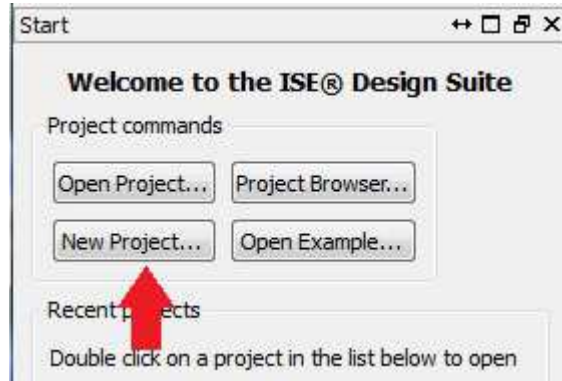 Start
Welcome to the ISE® Design Suite
Project commands
Open Project... Project Browser...
New Project... Open Example...
Recent projects
Double click on a project in the list below to open